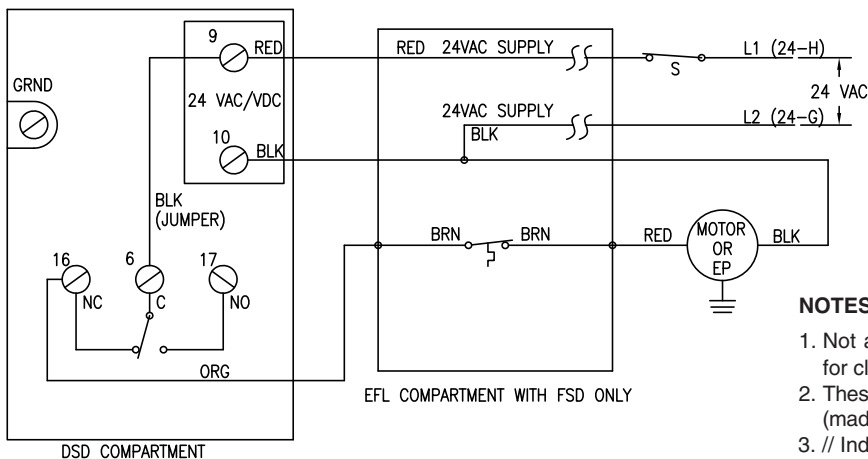 9
RED
RED 24VAC SUPPLY
S
L1 (24-H)
GRND
24 VAC/VDC
24 VAC
24VAC SUPPLY
L2 (24-G)
10
BLK
BLK
BLK
(JUMPER)
BRN
BRN
RED
MOTOR
OR
EP
BLK
16
6
17
NC
C
NO
ORG
EFL COMPARTMENT WITH FSD ONLY
DSD COMPARTMENT
NOTES
1. Not a
for cl
2. Thes
(mad
3. // Ind